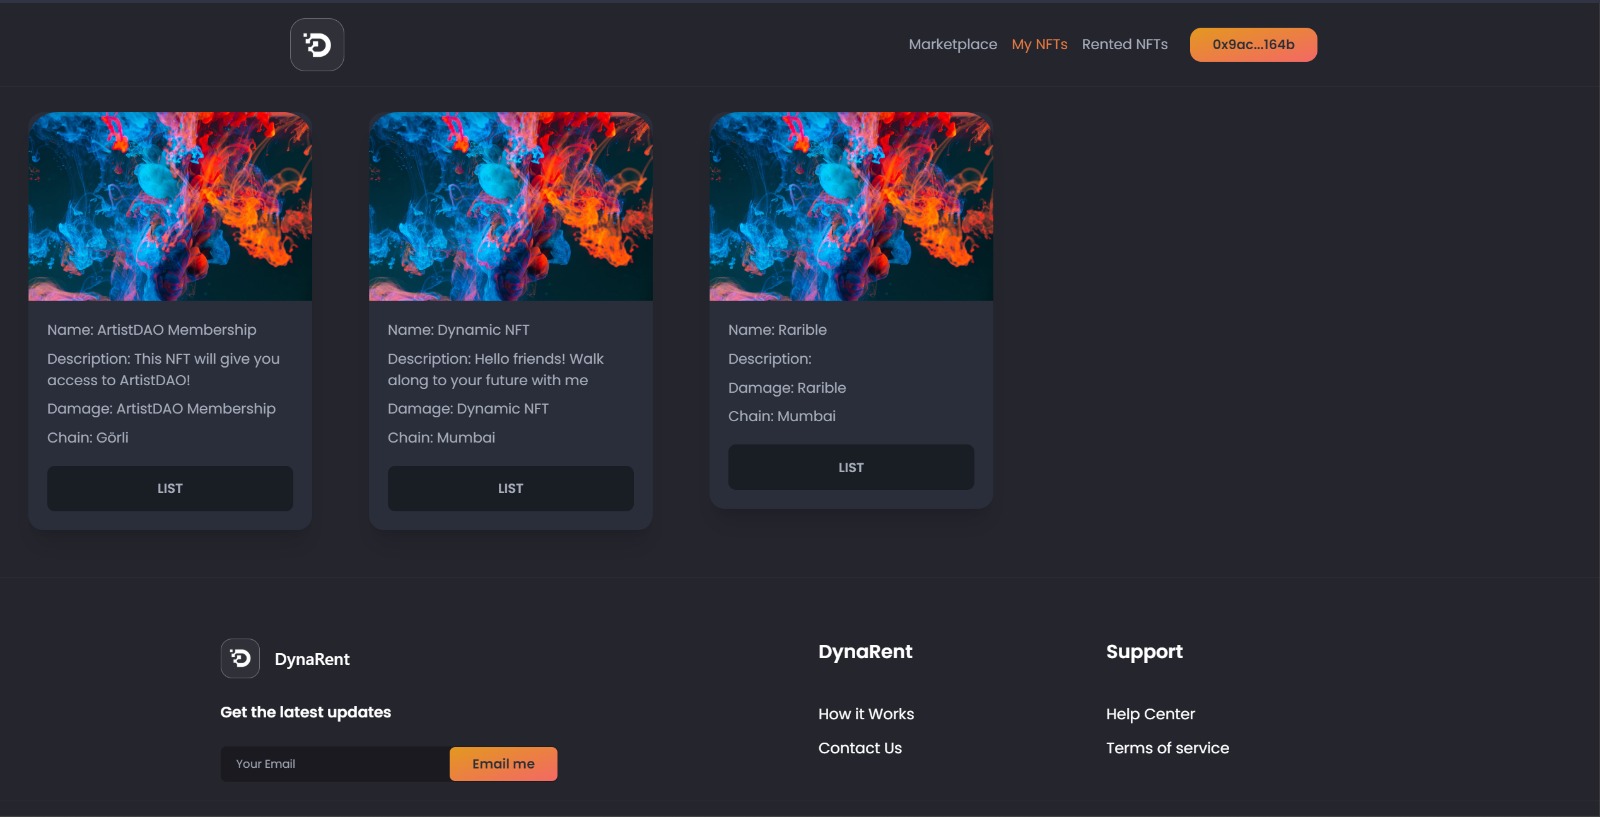 Marketplace My NFTs Rented NFTs 0x9ac...164b
Name: ArtistDAO Membership
Description: This NFT will give you
access to ArtistDAO!
Damage: ArtistDAO Membership
Chain: Görli
LIST
Name: Dynamic NFT
Description: Hello friends! Walk
along to your future with me
Damage: Dynamic NFT
Chain: Mumbai
LIST
Name: Rarible
Description:
Damage: Rarible
Chain: Mumbai
LIST
DynaRent
Get the latest updates
Your Email
Email me
DynaRent
How it Works
Contact Us
Support
Help Center
Terms of service